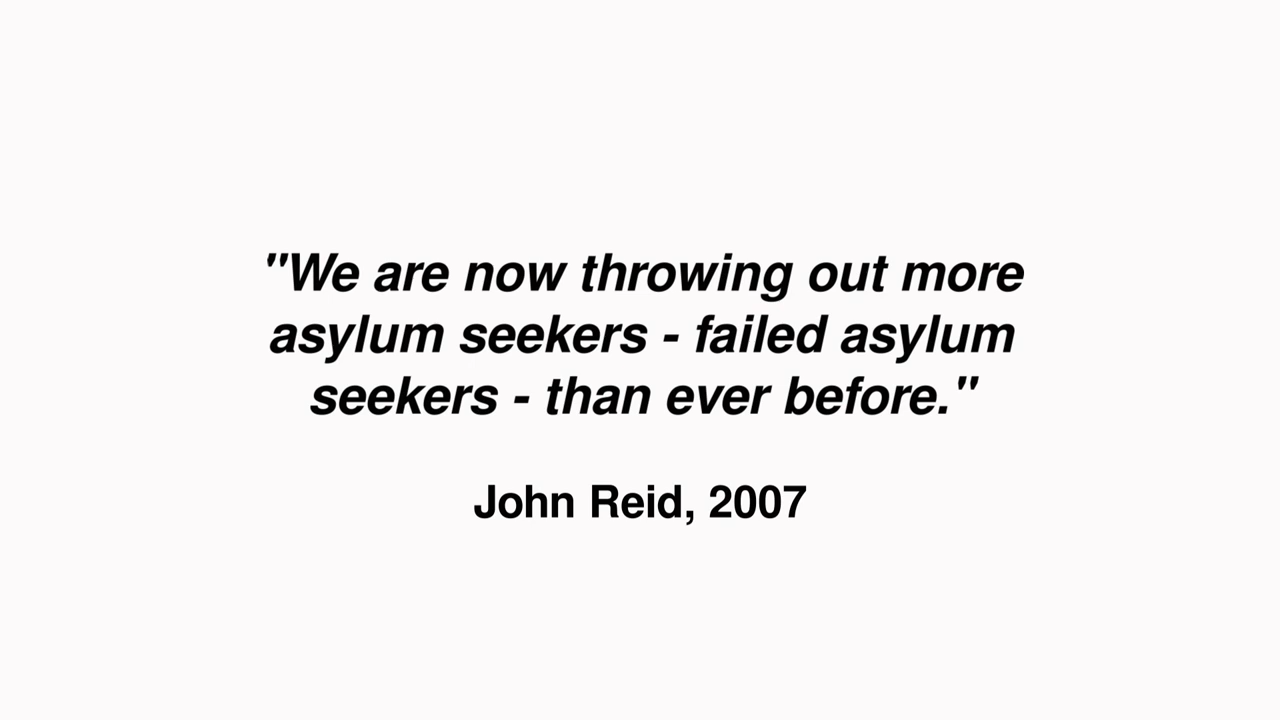 "We are now throwing out more
asylum seekers - failed asylum
seekers - than ever before."
John Reid, 2007